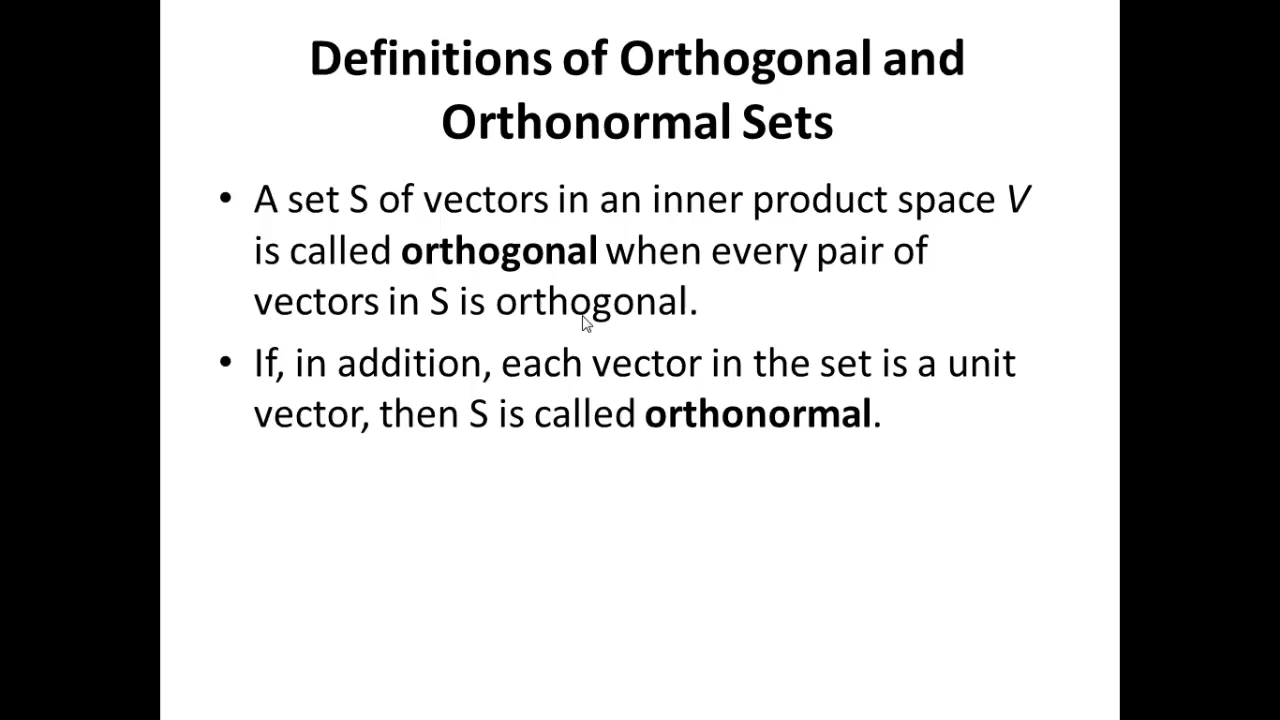 Definitions of Orthogonal and
Orthonormal Sets
• A set S of vectors in an inner product space V
is called orthogonal when every pair of
vectors in S is orthogonal.
• If, in addition, each vector in the set is a unit
vector, then S is called orthonormal.